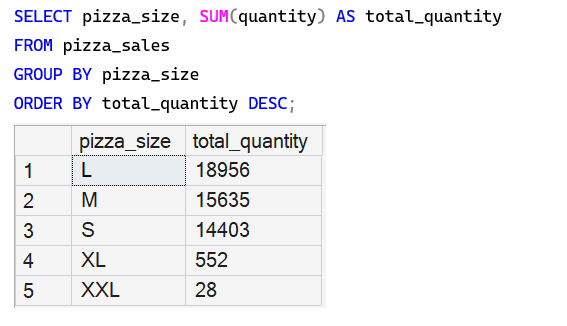 SELECT pizza_size, SUM(quantity) AS total_quantity
FROM pizza_sales
GROUP BY pizza_size
ORDER BY total_quantity DESC;
pizza_size total_quantity
1 L 18956
2 M 15635
3 S 14403
4 XL 552
5 XXL 28